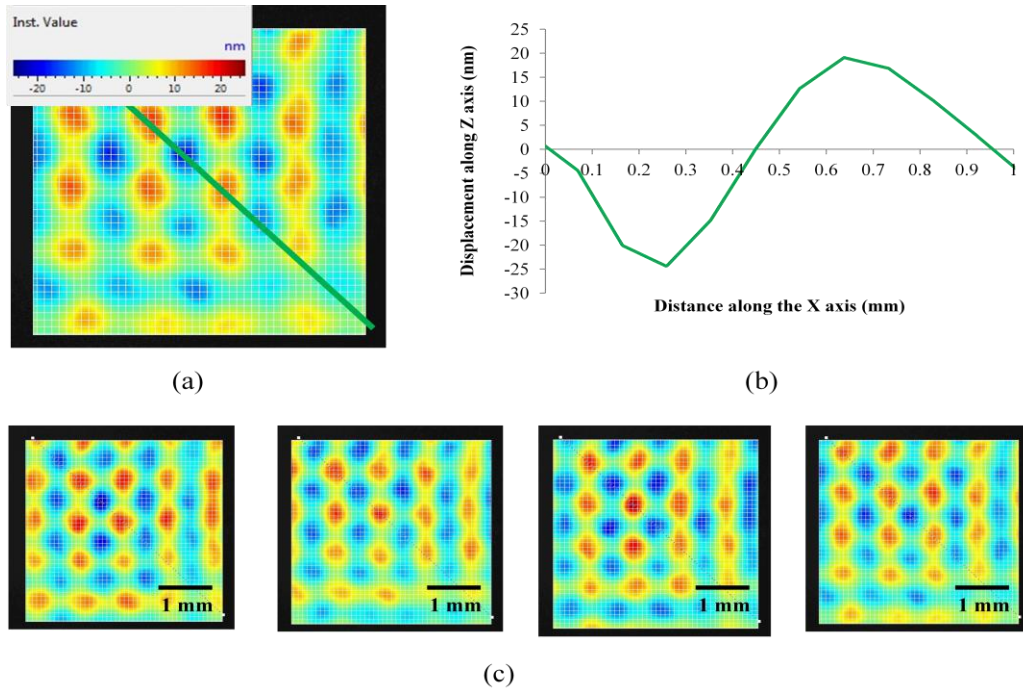 Inst. Value
nm
-20 -10 0 10 20
(a)
Displacement along Z axis (nm)
25
20
15
10
5
0
-5
-10
-15
-20
-25
-30
0 0.1 0.2 0.3 0.4 0.5 0.6 0.7 0.8 0.9 1
Distance along the X axis (mm)
(b)
1 mm
1 mm
1 mm
1 mm
(c)